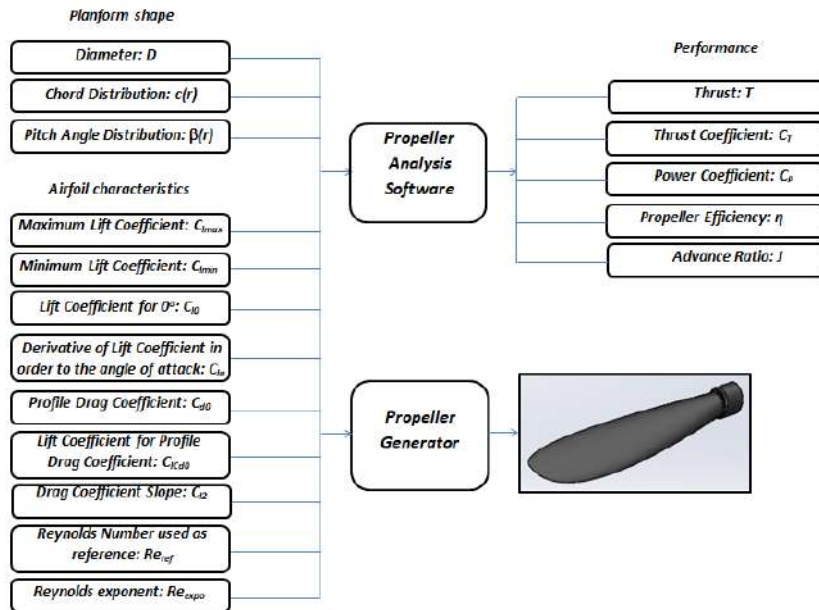 Planform shape
Diameter: D
Chord Distribution: c(r)
Pitch Angle Distribution: β(r)
Airfoil characteristics
Maximum Lift Coefficient: Clmax
Minimum Lift Coefficient: Clmin
Lift Coefficient for 0º: Cl0
Derivative of Lift Coefficient in
order to the angle of attack: Clα
Profile Drag Coefficient: Cd0
Lift Coefficient for Profile
Drag Coefficient: ClCd0
Drag Coefficient Slope:
Reynolds Number used as
reference: Reref
Reynolds exponent: Reexpo
Propeller
Analysis
Software
Propeller
Generator
Performance
Thrust: T
Thrust Coefficient: CT
Power Coefficient: CP
Propeller Efficiency: η
Advance Ratio: J